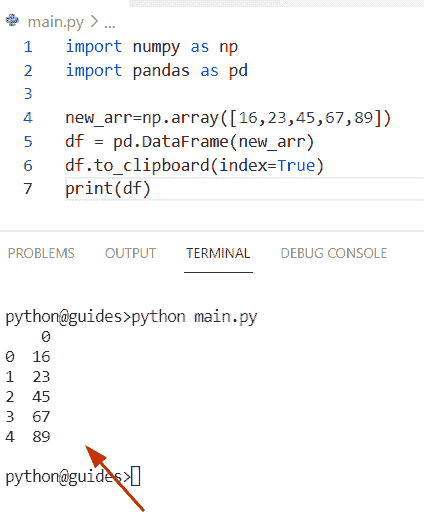 main.py > ...
1 import numpy as np
2 import pandas as pd
3
4 new_arr=np.array([16,23,45,67,89])
5 df = pd.DataFrame(new_arr)
6 df.to_clipboard(index=True)
7 print(df)
PROBLEMS OUTPUT TERMINAL DEBUG CONSOLE
python@guides>python main.py
0
0 16
1 23
2 45
3 67
4 89
python@guides>